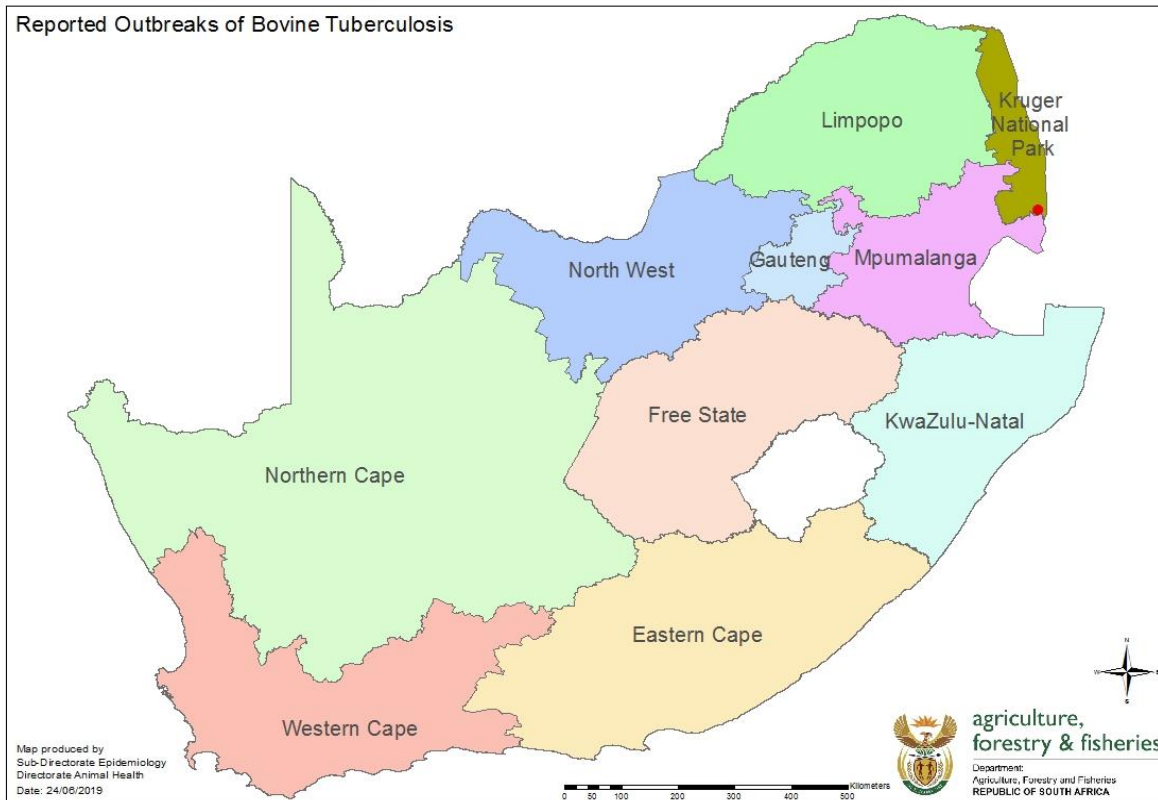 Reported Outbreaks of Bovine Tuberculosis
Limpopo
Kruger
National
Park
North West
Gauteng
Mpumalanga
Free State
KwaZulu-Natal
Northern Cape
Eastern Cape
Western Cape
N
W
E
S
Map produced by
Sub-Directorate Epidemiology
Directorate Animal Health
Date: 24/06/2019
Kilometers
0 50 100 200 300 400 500
agriculture,
forestry & fisheries
Department:
Agriculture, Forestry and Fisheries
REPUBLIC OF SOUTH AFRICA